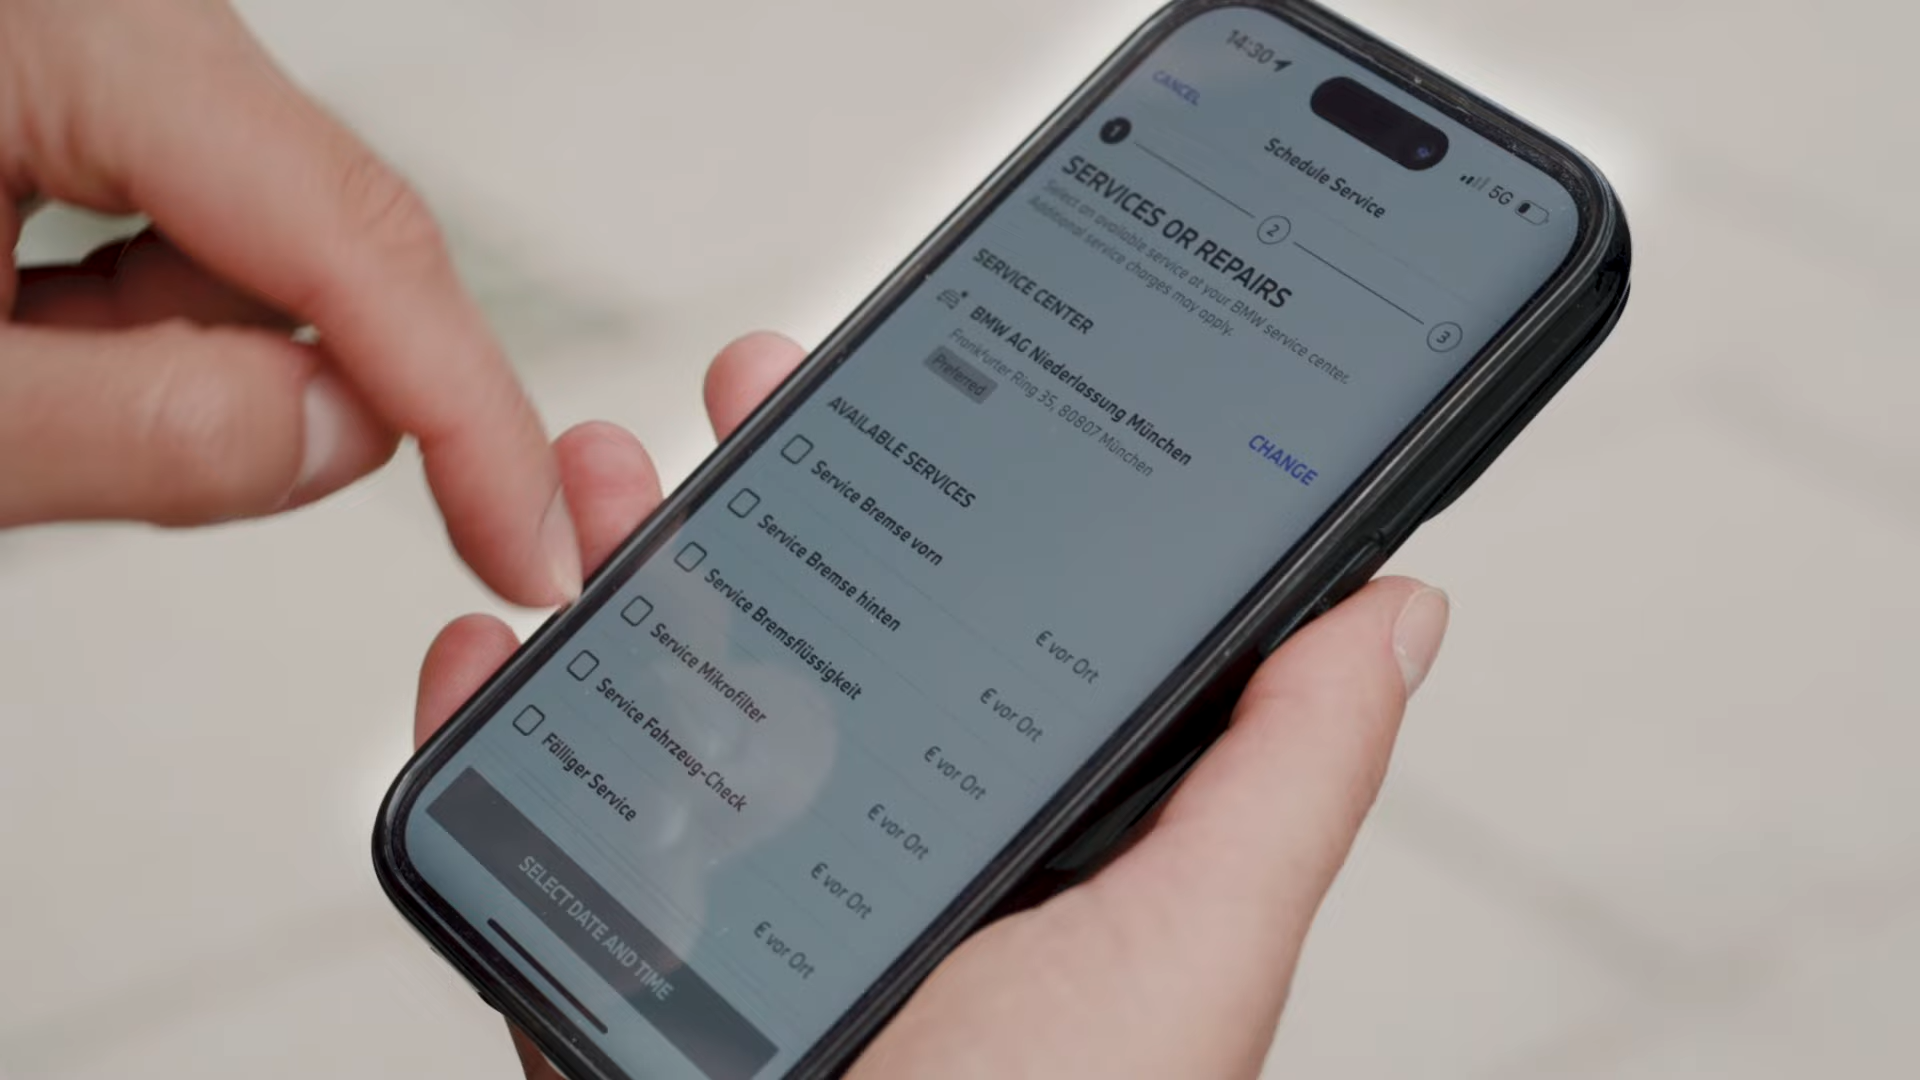 14:30
5G
CANCEL
Schedule Service
1
2
3
SERVICES OR REPAIRS
Select an available service at your BMW service center.
Additional service charges may apply.
SERVICE CENTER
BMW AG Niederlassung München
Frankfurter Ring 35, 80807 München
Preferred
CHANGE
AVAILABLE SERVICES
Service Bremse vorn
€ vor Ort
Service Bremse hinten
€ vor Ort
Service Bremsflüssigkeit
€ vor Ort
Service Mikrofilter
€ vor Ort
Service Fahrzeug-Check
€ vor Ort
Fälliger Service
€ vor Ort
SELECT DATE AND TIME